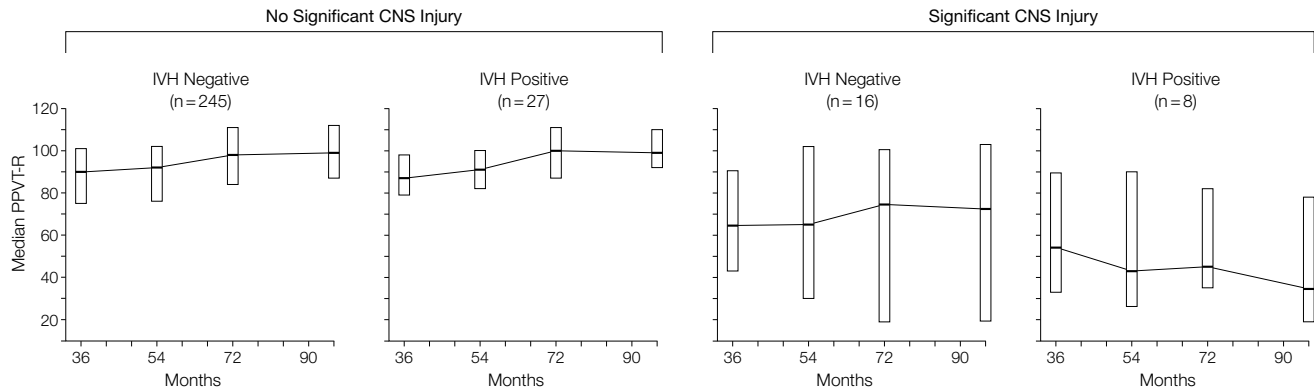 No Significant CNS Injury
Significant CNS Injury
IVH Negative
(n=245)
IVH Positive
(n=27)
IVH Negative
(n=16)
IVH Positive
(n=8)
Median PPVT-R
120
100
80
60
40
20
36 54 72 90
36 54 72 90
36 54 72 90
36 54 72 90
Months
Months
Months
Months